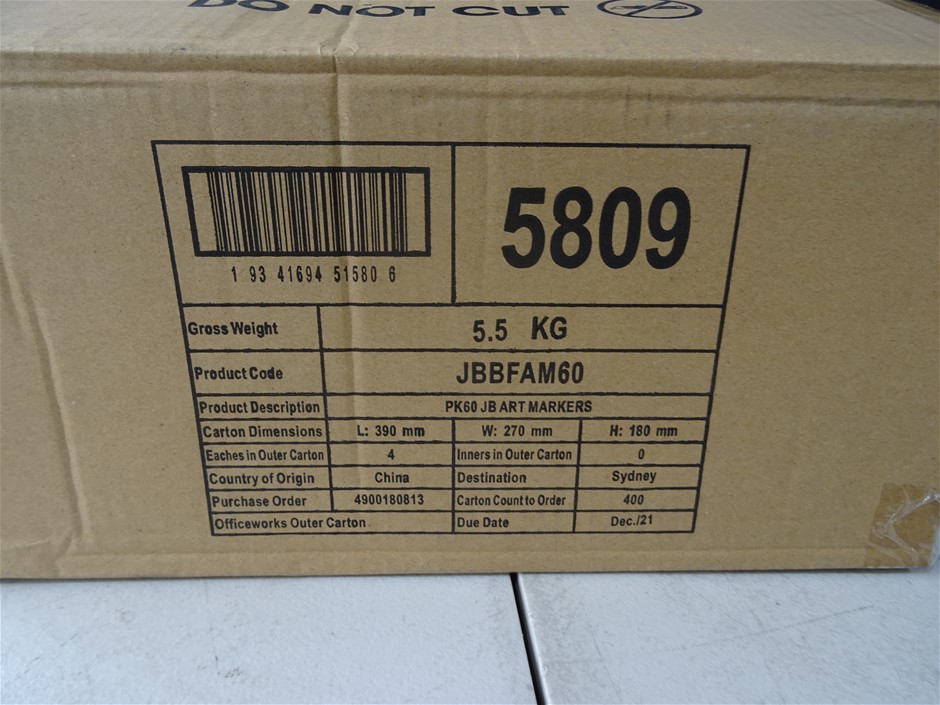 DO NOT CUT
1 93 41694 51580 6
5809
Gross Weight 5.5 KG
Product Code JBBFAM60
Product Description PK60 JB ART MARKERS
Carton Dimensions L: 390 mm W: 270 mm H: 180 mm
Eaches in Outer Carton 4 Inners in Outer Carton 0
Country of Origin China Destination Sydney
Purchase Order 4900180813 Carton Count to Order 400
Officeworks Outer Carton Due Date Dec./21